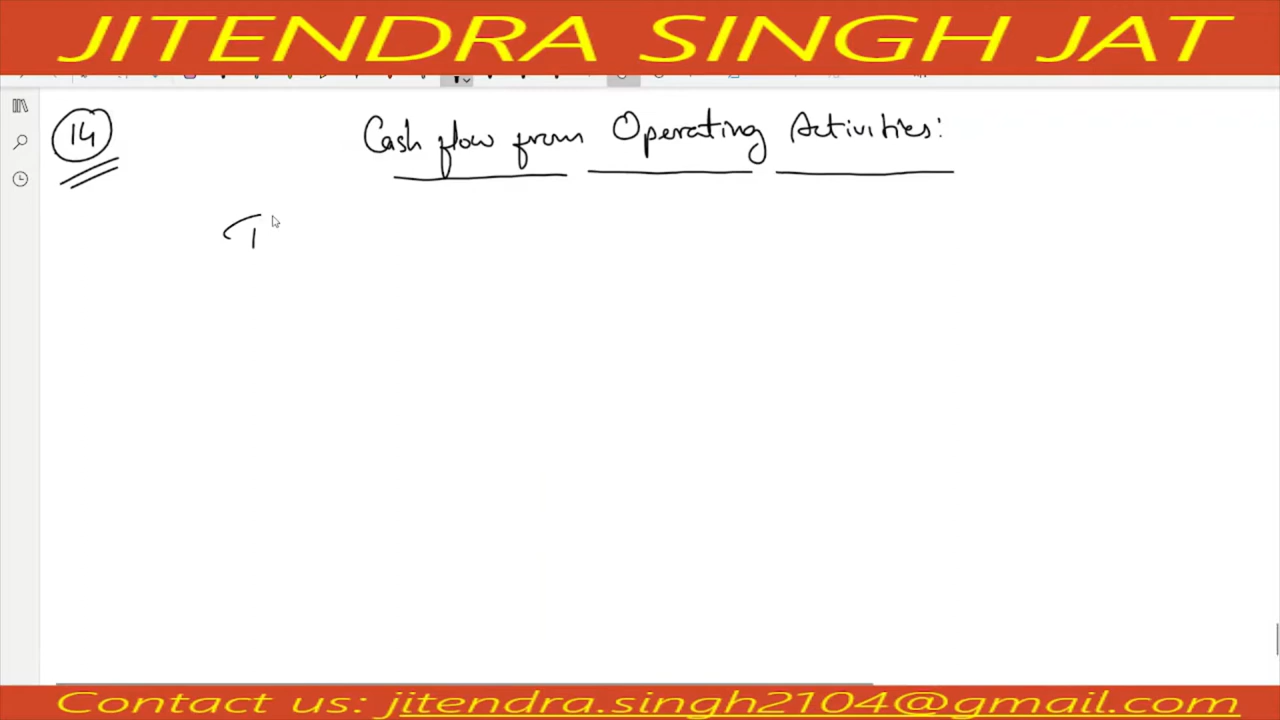 JITENDRA SINGH JAT
14
Cash flow from Operating Activities:
T
Contact us: jitendra.singh2104@gmail.com